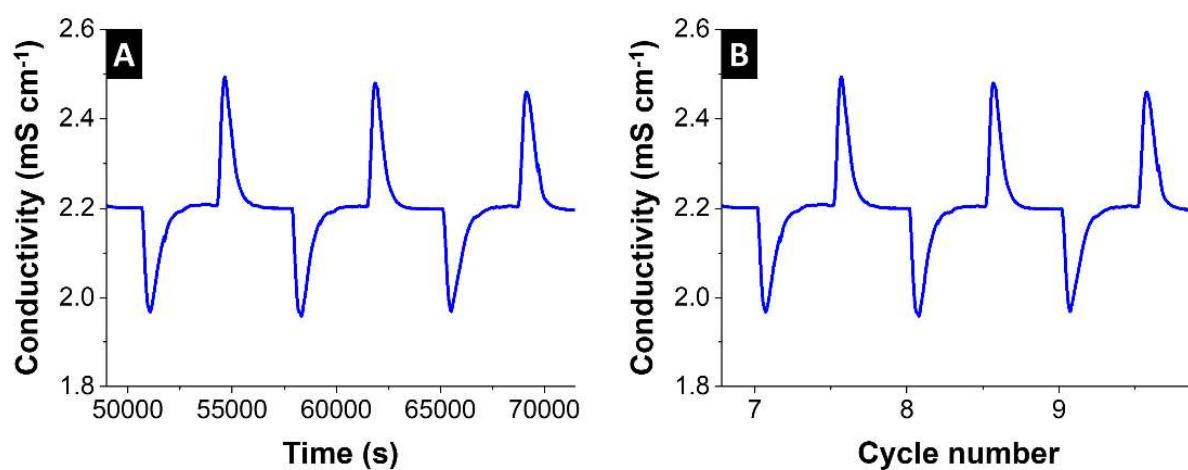 A
Conductivity (mS cm⁻¹)
2.6
2.4
2.2
2.0
1.8
50000 55000 60000 65000 70000
Time (s)
B
Conductivity (mS cm⁻¹)
2.6
2.4
2.2
2.0
1.8
7 8 9
Cycle number